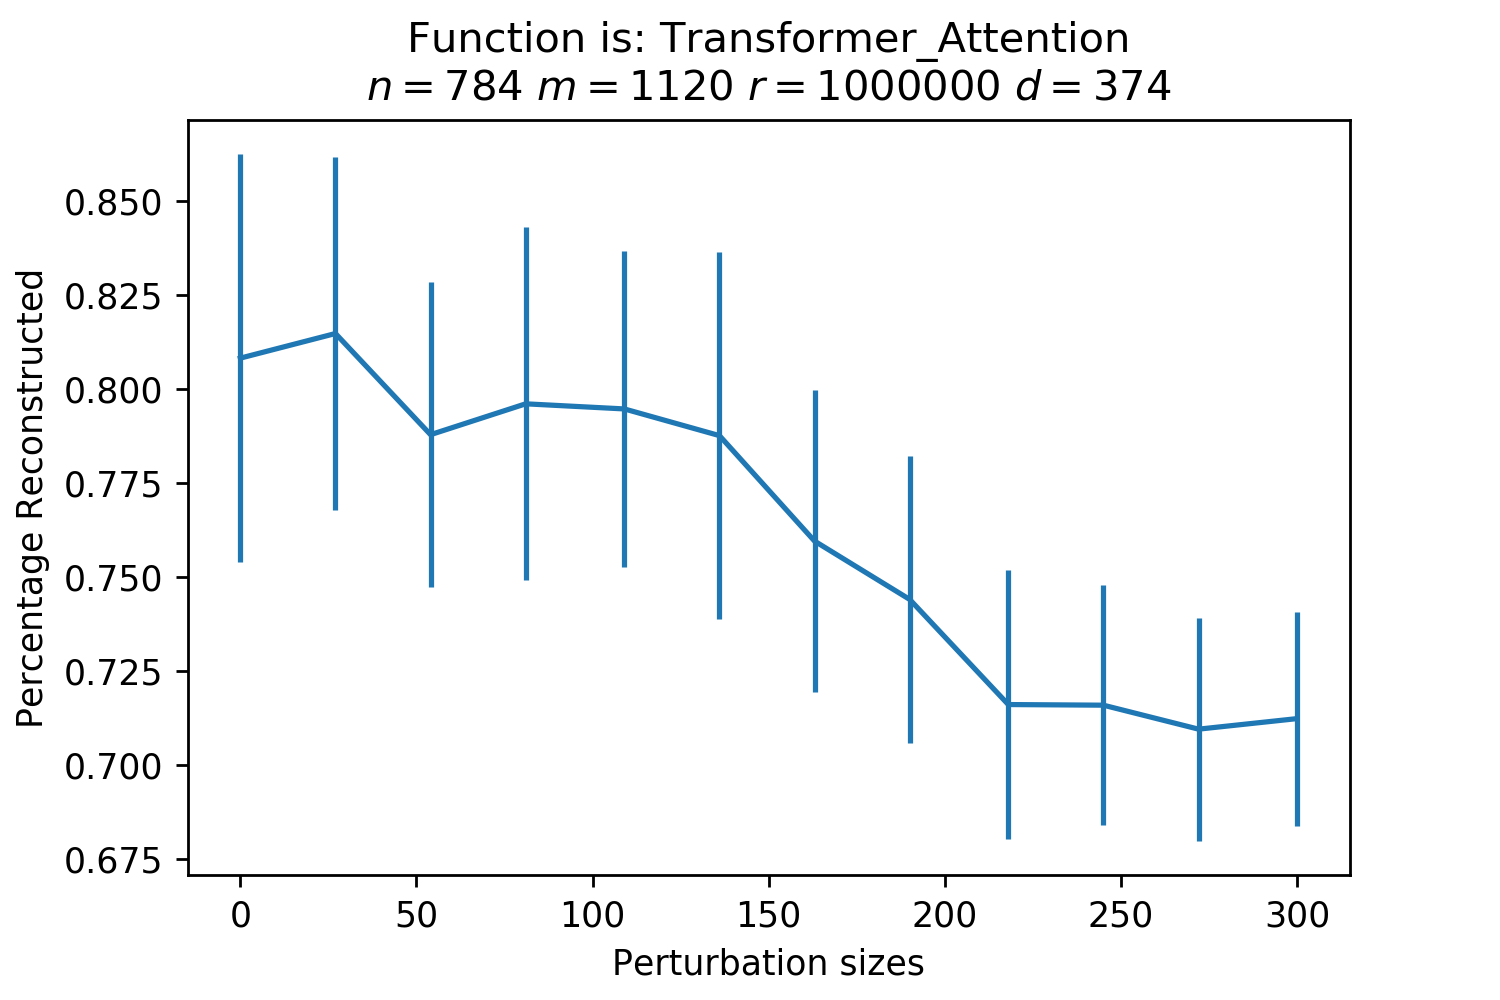 Function is: Transformer_Attention
n = 784 m = 1120 r = 1000000 d = 374
0.850
0.825
0.800
0.775
0.750
0.725
0.700
0.675
Percentage Reconstructed
0 50 100 150 200 250 300
Perturbation sizes